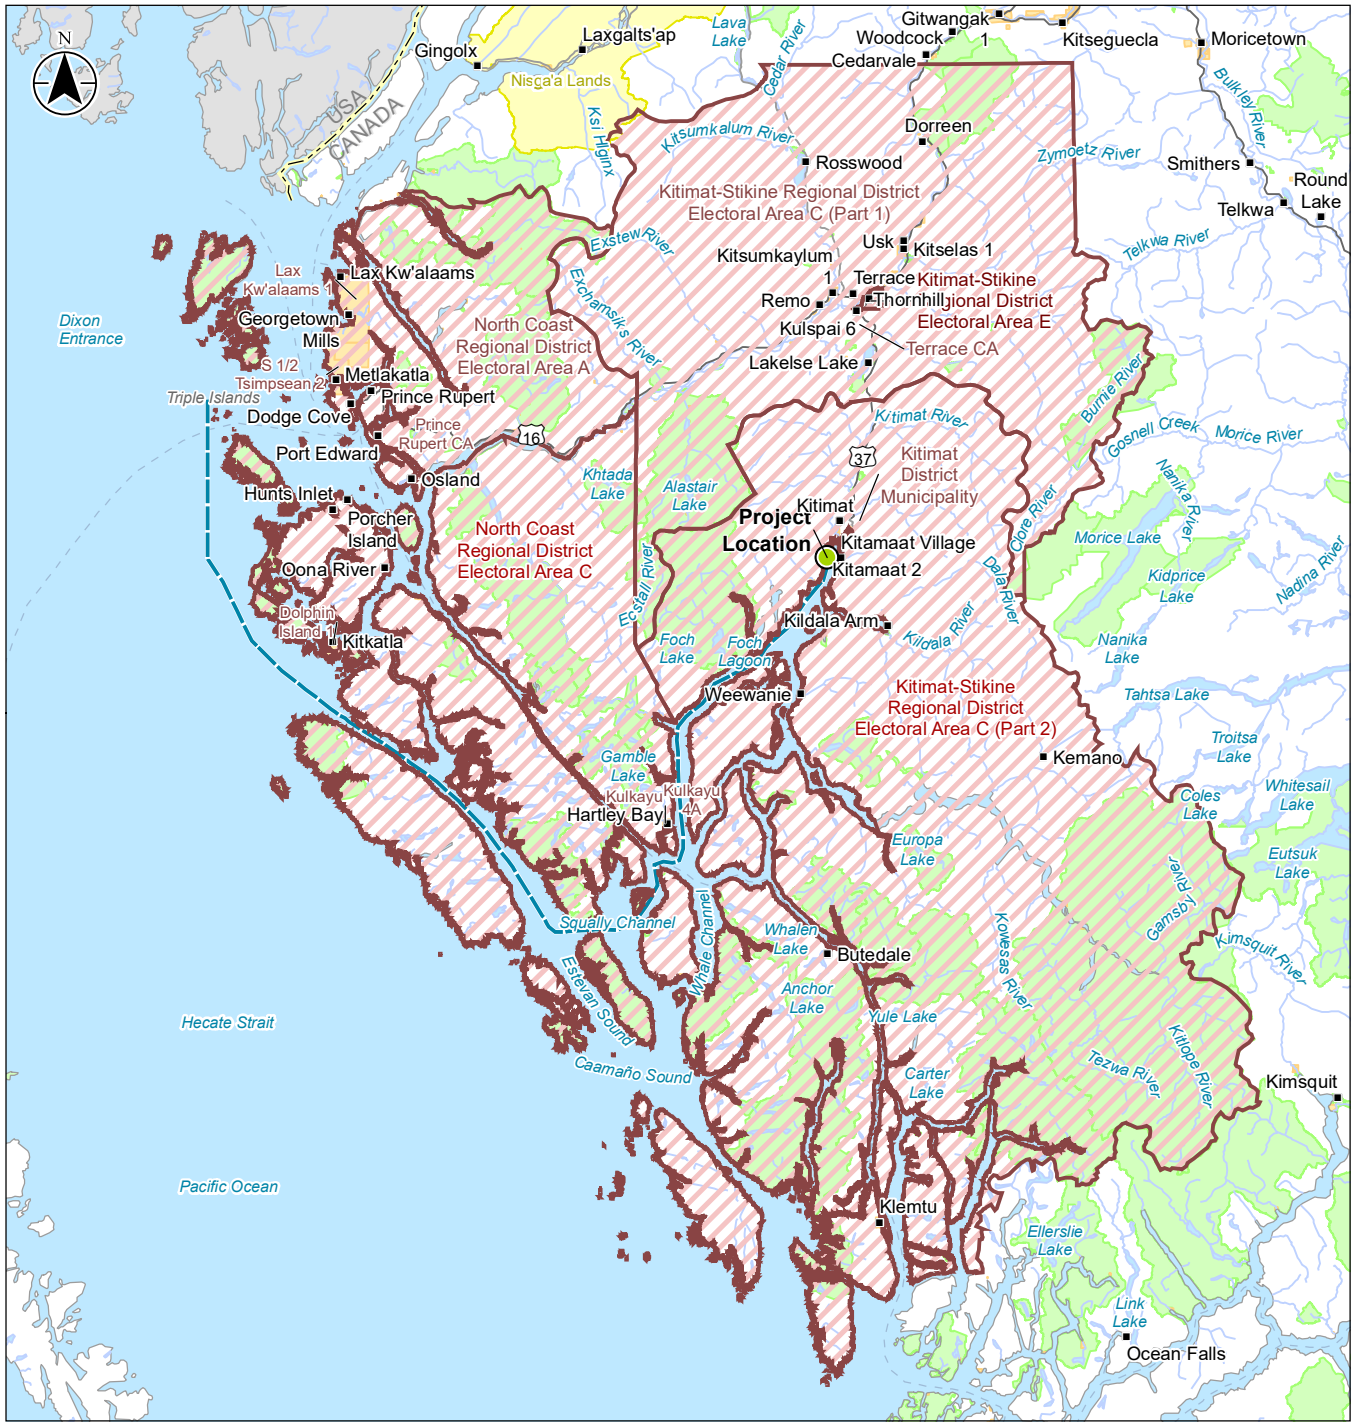 N
Lava
Lake
Cedar River
Gitwangak
1
Woodcock
Cedarvale
Kitseguecla
Moricetown
Gingolx
Laxgalts'ap
Nisga'a Lands
USA
CANADA
Ksi Hlginx
Kitsumkalum River
Dorreen
Rosswood
Zymoetz River
Bulkley River
Smithers
Round
Lake
Telkwa
Telkwa River
Kitimat-Stikine Regional District
Electoral Area C (Part 1)
Exstew River
Usk
Kitselas 1
Kitsumkaylum
1
Terrace
Remo
Thornhill
Kitimat-Stikine
Regional District
Electoral Area E
Kulspai 6
Terrace CA
Lakelse Lake
Exchamsiks River
Lax
Kw'alaams 1
Lax Kw'alaams
Georgetown
Mills
Dixon
Entrance
North Coast
Regional District
Electoral Area A
S 1/2
Tsimpsean 2
Metlakatla
Triple Islands
Prince Rupert
Dodge Cove
Prince
Rupert CA
Port Edward
16
Osland
Burnie River
Kitimat River
Gosnell Creek
Morice River
37
Kitimat
District
Municipality
Khtada
Lake
Alastair
Lake
Nanika River
Hunts Inlet
Porcher
Island
Kitimat
Project
Location
Kitamaat Village
Kitamaat 2
Clore River
Morice Lake
North Coast
Regional District
Electoral Area C
Oona River
Ecstall River
Dala River
Kidprice
Lake
Nadina River
Dolphin
Island 1
Kitkatla
Kildala Arm
Kildala River
Foch
Lake
Foch
Lagoon
Nanika
Lake
Weewanie
Kitimat-Stikine
Regional District
Electoral Area C (Part 2)
Tahtsa Lake
Troitsa
Lake
Kemano
Gamble
Lake
Kulkayu
Kulkayu
4A
Hartley Bay
Whitesail
Lake
Coles
Lake
Europa
Lake
Eutsuk
Lake
Gamsby River
Squally Channel
Whale Channel
Whalen
Lake
Butedale
Kowesas River
Kimsquit River
Estevan Sound
Anchor
Lake
Hecate Strait
Yule Lake
Caamaño Sound
Carter
Lake
Tezwa River
Kitlope River
Kimsquit
Pacific Ocean
Klemtu
Ellerslie
Lake
Link
Lake
Ocean Falls